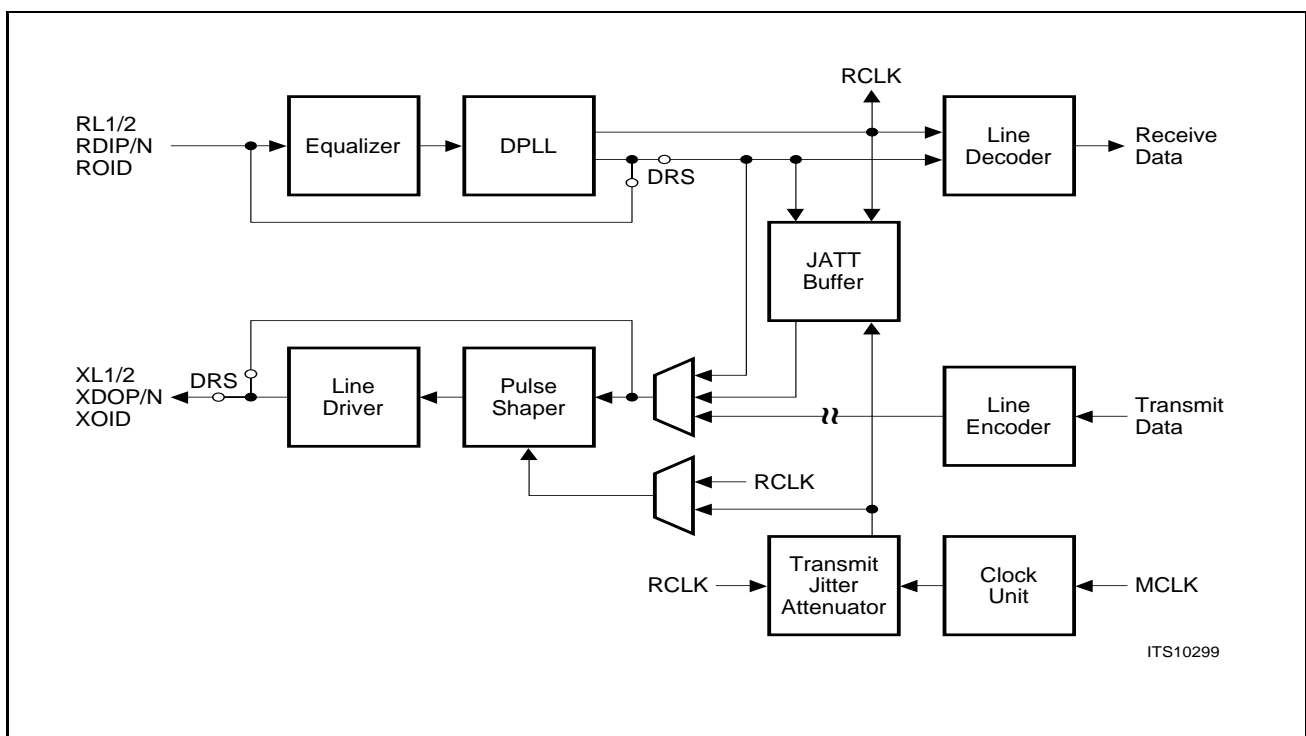 RCLK
RL1/2
RDIP/N
ROID
Equalizer
DPLL
DRS
Line
Decoder
Receive
Data
JATT
Buffer
XL1/2
XDOP/N
XOID
DRS
Line
Driver
Pulse
Shaper
Line
Encoder
Transmit
Data
RCLK
RCLK
Transmit
Jitter
Attenuator
Clock
Unit
MCLK
ITS10299